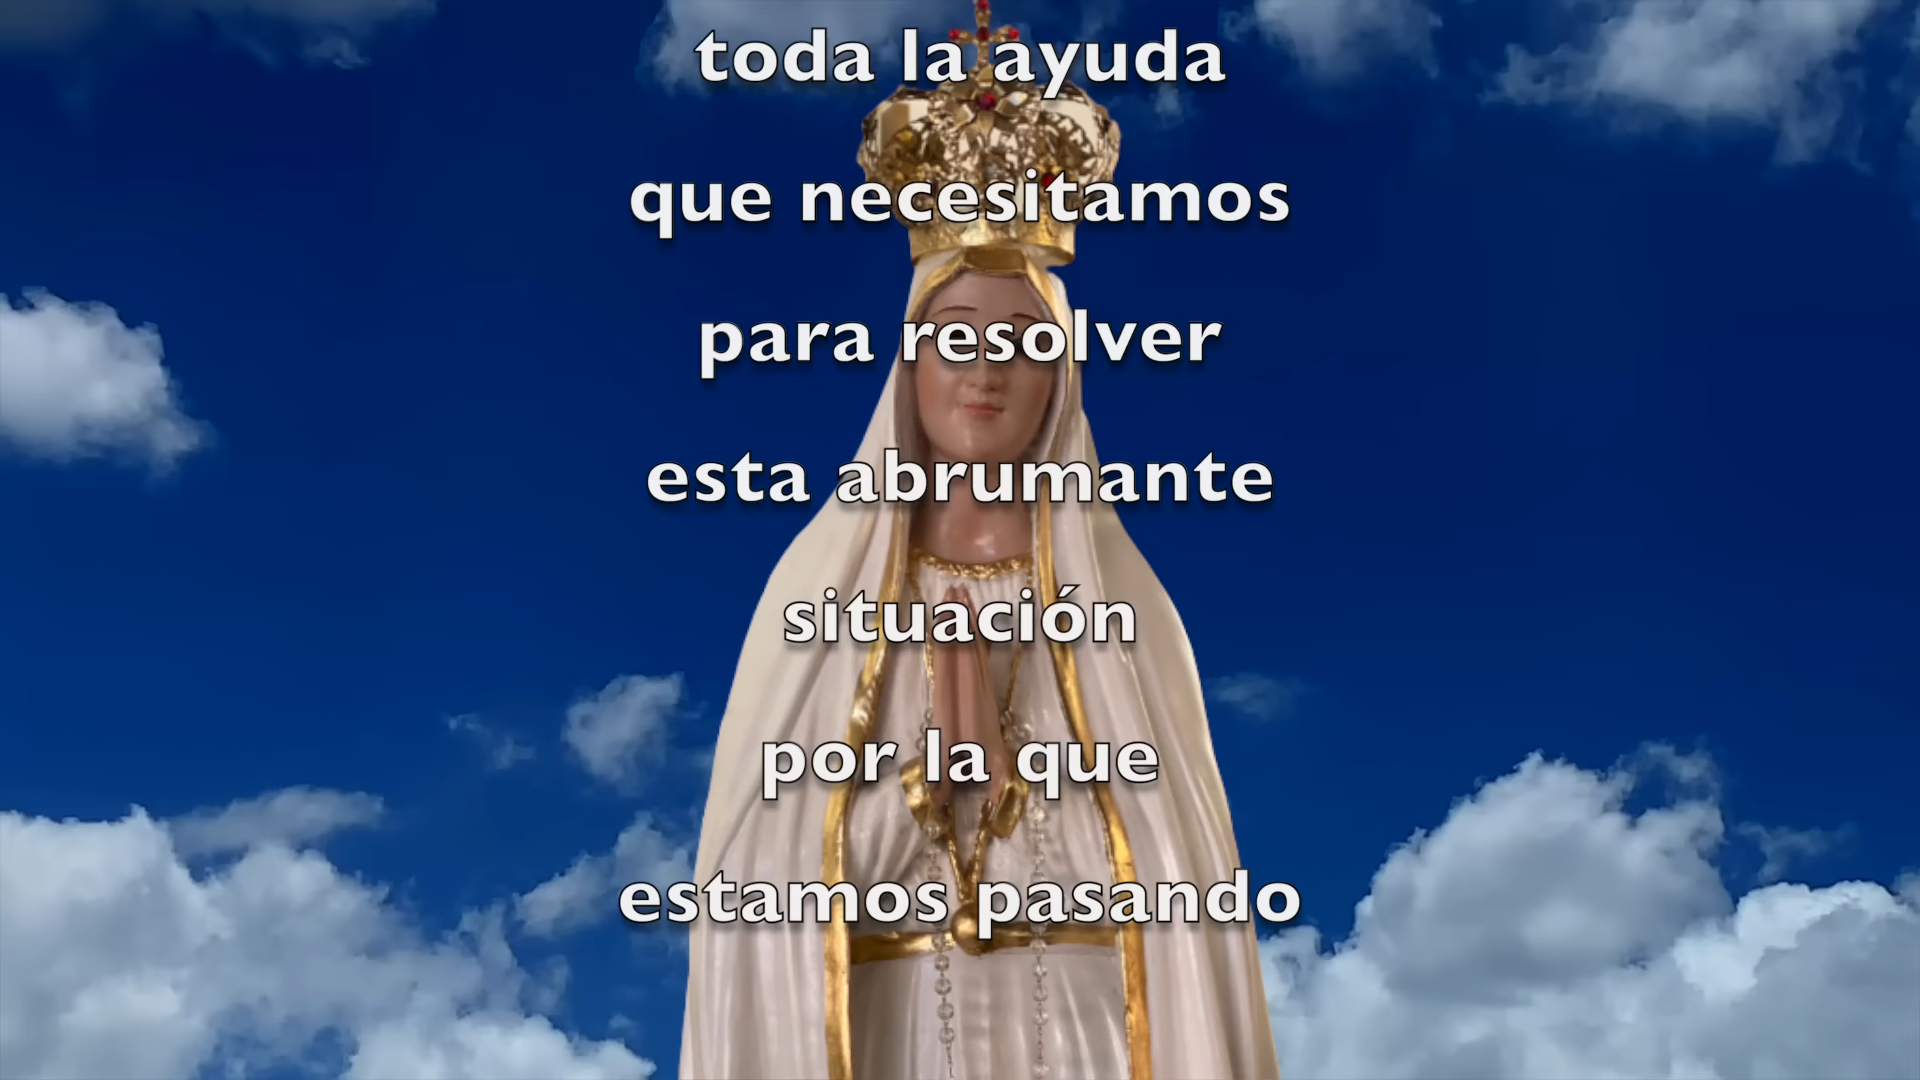 toda la ayuda
que necesitamos
para resolver
esta abrumante
situación
por la que
estamos pasando